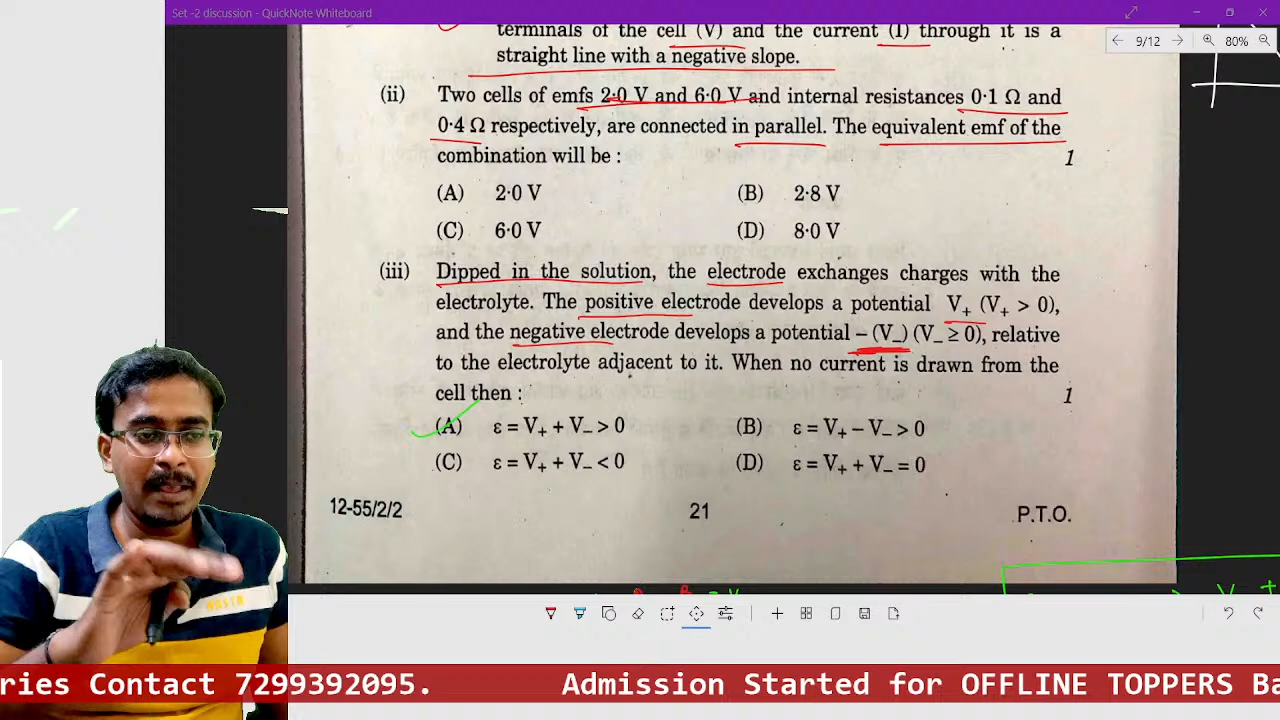 Set -2 discussion - QuickNote Whiteboard
9/12
80%
terminals of the cell (V) and the current (I) through it is a
straight line with a negative slope.
(ii) Two cells of emfs 2·0 V and 6·0 V and internal resistances 0·1 Ω and
0·4 Ω respectively, are connected in parallel. The equivalent emf of the
combination will be : 1
(A) 2·0 V (B) 2·8 V
(C) 6·0 V (D) 8·0 V
(iii) Dipped in the solution, the electrode exchanges charges with the
electrolyte. The positive electrode develops a potential V₊ (V₊ > 0),
and the negative electrode develops a potential – (V₋) (V₋ ≥ 0), relative
to the electrolyte adjacent to it. When no current is drawn from the
cell then : 1
(A) ε = V₊ + V₋ > 0 (B) ε = V₊ – V₋ > 0
(C) ε = V₊ + V₋ < 0 (D) ε = V₊ + V₋ = 0
12-55/2/2 21 P.T.O.
ries Contact 7299392095. Admission Started for OFFLINE TOPPERS Ba